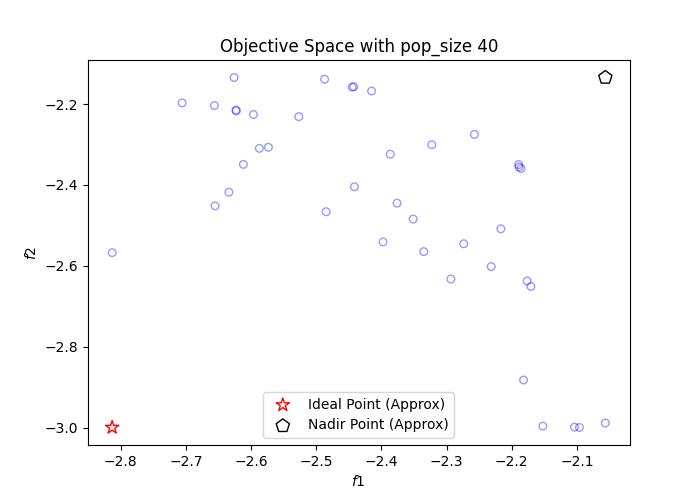 Objective Space with pop_size 40
−2.2
−2.4
−2.6
−2.8
−3.0
f2
Ideal Point (Approx)
Nadir Point (Approx)
−2.8
−2.7
−2.6
−2.5
−2.4
−2.3
−2.2
−2.1
f1